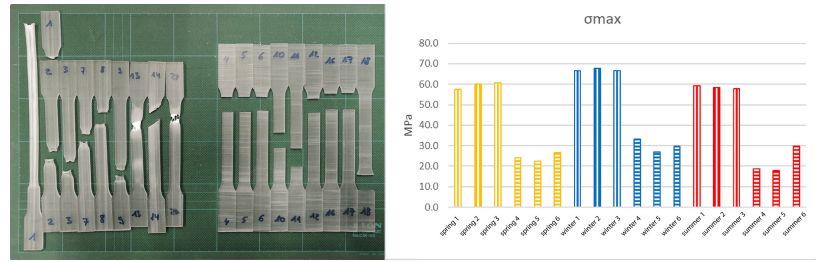 1
2 3 7 8 9 13 14 20
2 3 7 8 9 13 14 20
1
4 5 6 10 11 12 16 17 18
4 5 6 10 11 12 16 17 18
σmax
MPa
80.0
70.0
60.0
50.0
40.0
30.0
20.0
10.0
0.0
spring 1
spring 2
spring 3
spring 4
spring 5
spring 6
winter 1
winter 2
winter 3
winter 4
winter 5
winter 6
summer 1
summer 2
summer 3
summer 4
summer 5
summer 6